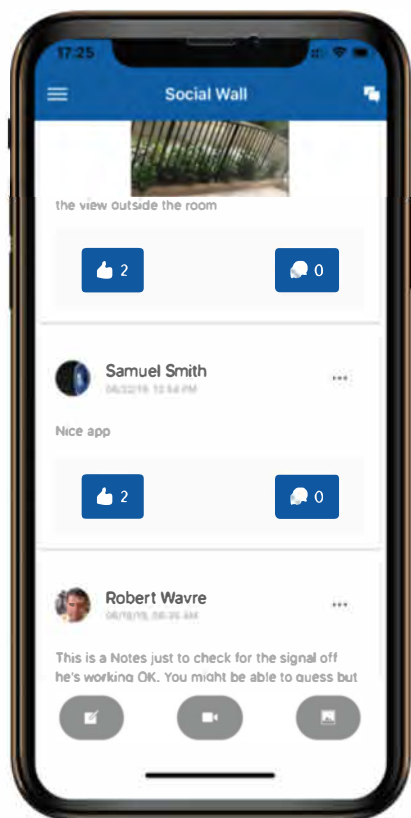 17:25
Social Wall
the view outside the room
2
0
Samuel Smith
Nice app
2
0
Robert Wavre
This is a Notes just to check for the signal off
he's working OK. You might be able to guess but